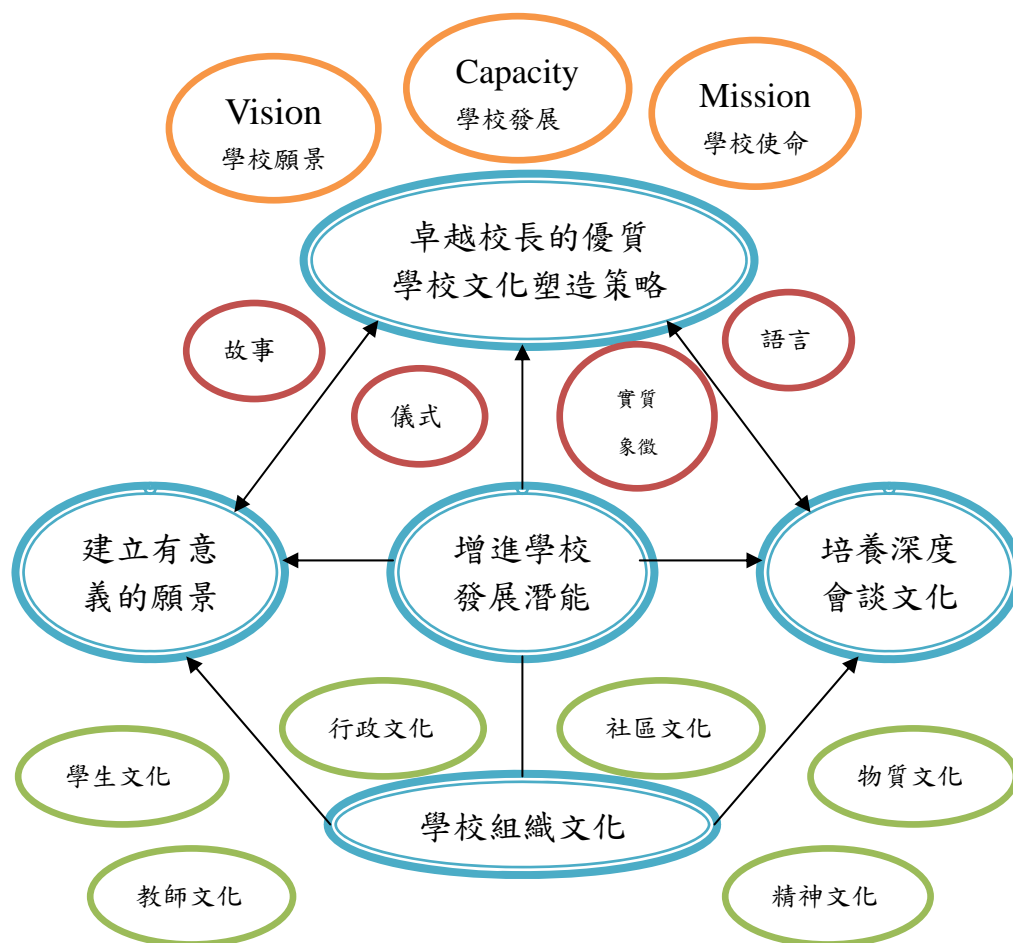 Vision
學校願景
Capacity
學校發展
Mission
學校使命
卓越校長的優質
學校文化塑造策略
故事
儀式
實質
象徵
語言
建立有意
義的願景
增進學校
發展潛能
培養深度
會談文化
行政文化
社區文化
學生文化
物質文化
學校組織文化
教師文化
精神文化